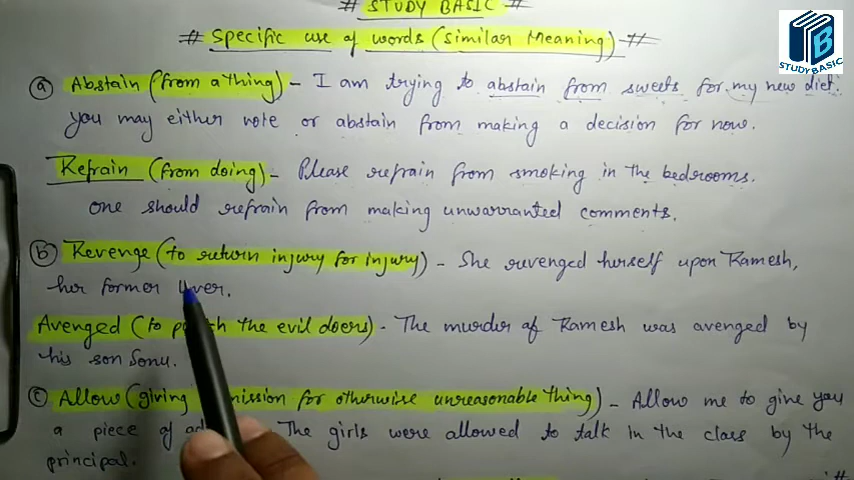 # STUDY BASIC #
# Specific use of words (Similar Meaning) #
STUDY BASIC
(a) Abstain (from a thing) - I am trying to abstain from sweets for my new diet.
You may either vote or abstain from making a decision for now.
Refrain (from doing) - Please refrain from smoking in the bedrooms.
One should refrain from making unwarranted comments.
(b) Revenge (to return injury for injury) - She revenged herself upon Ramesh,
her former lover.
Avenged (to the evil doers) - The murder of Ramesh was avenged by
his son Sonu.
(c) Allow (giving for otherwise unreasonable thing) - Allow me to give you
a piece of The girls were allowed to talk in the class by the
principal.